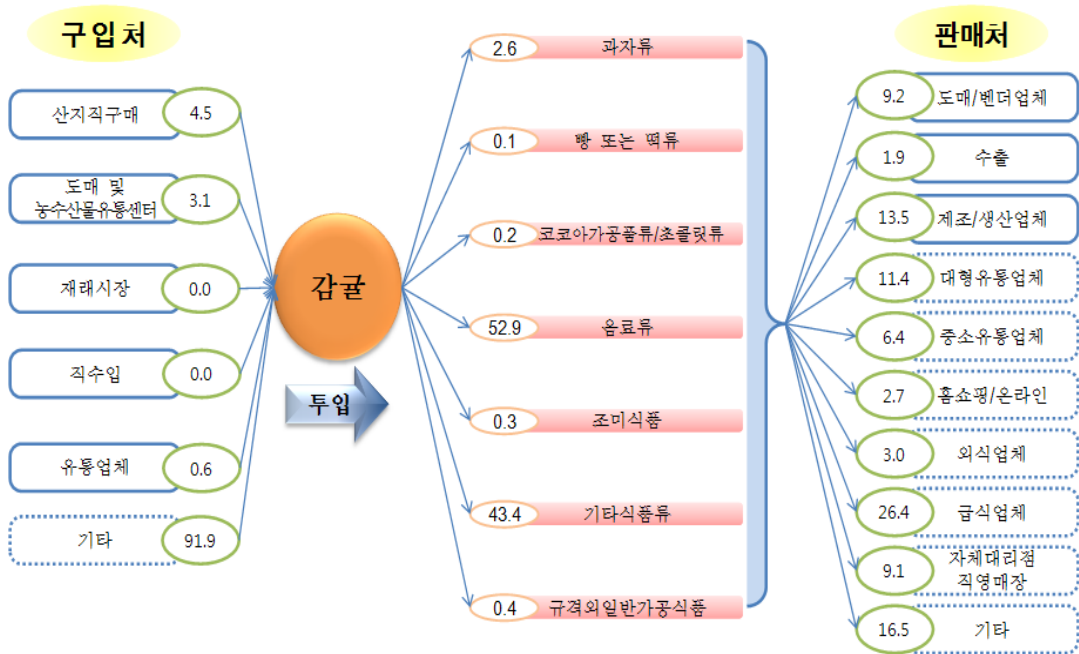 구입처
산지직구매 4.5
도매 및
농수산물유통센터 3.1
재래시장 0.0
직수입 0.0
유통업체 0.6
기타 91.9
감귤
투입
2.6 과자류
0.1 빵 또는 떡류
0.2 코코아가공품류/초콜릿류
52.9 음료류
0.3 조미식품
43.4 기타식품류
0.4 규격외일반가공식품
판매처
9.2 도매/벤더업체
1.9 수출
13.5 제조/생산업체
11.4 대형유통업체
6.4 중소유통업체
2.7 홈쇼핑/온라인
3.0 외식업체
26.4 급식업체
9.1 자체대리점
직영매장
16.5 기타